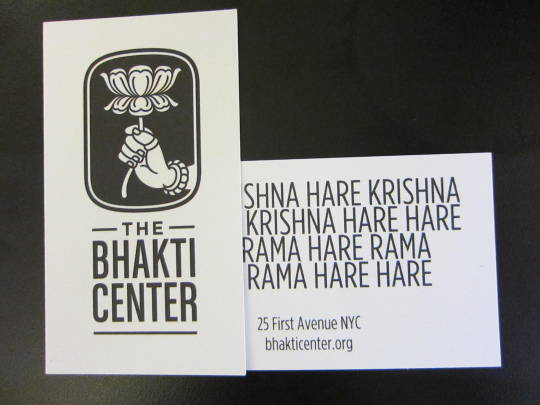 THE
BHAKTI
CENTER
SHNA HARE KRISHNA
KRISHNA HARE HARE
RAMA HARE RAMA
RAMA HARE HARE
25 First Avenue NYC
bhakticenter.org